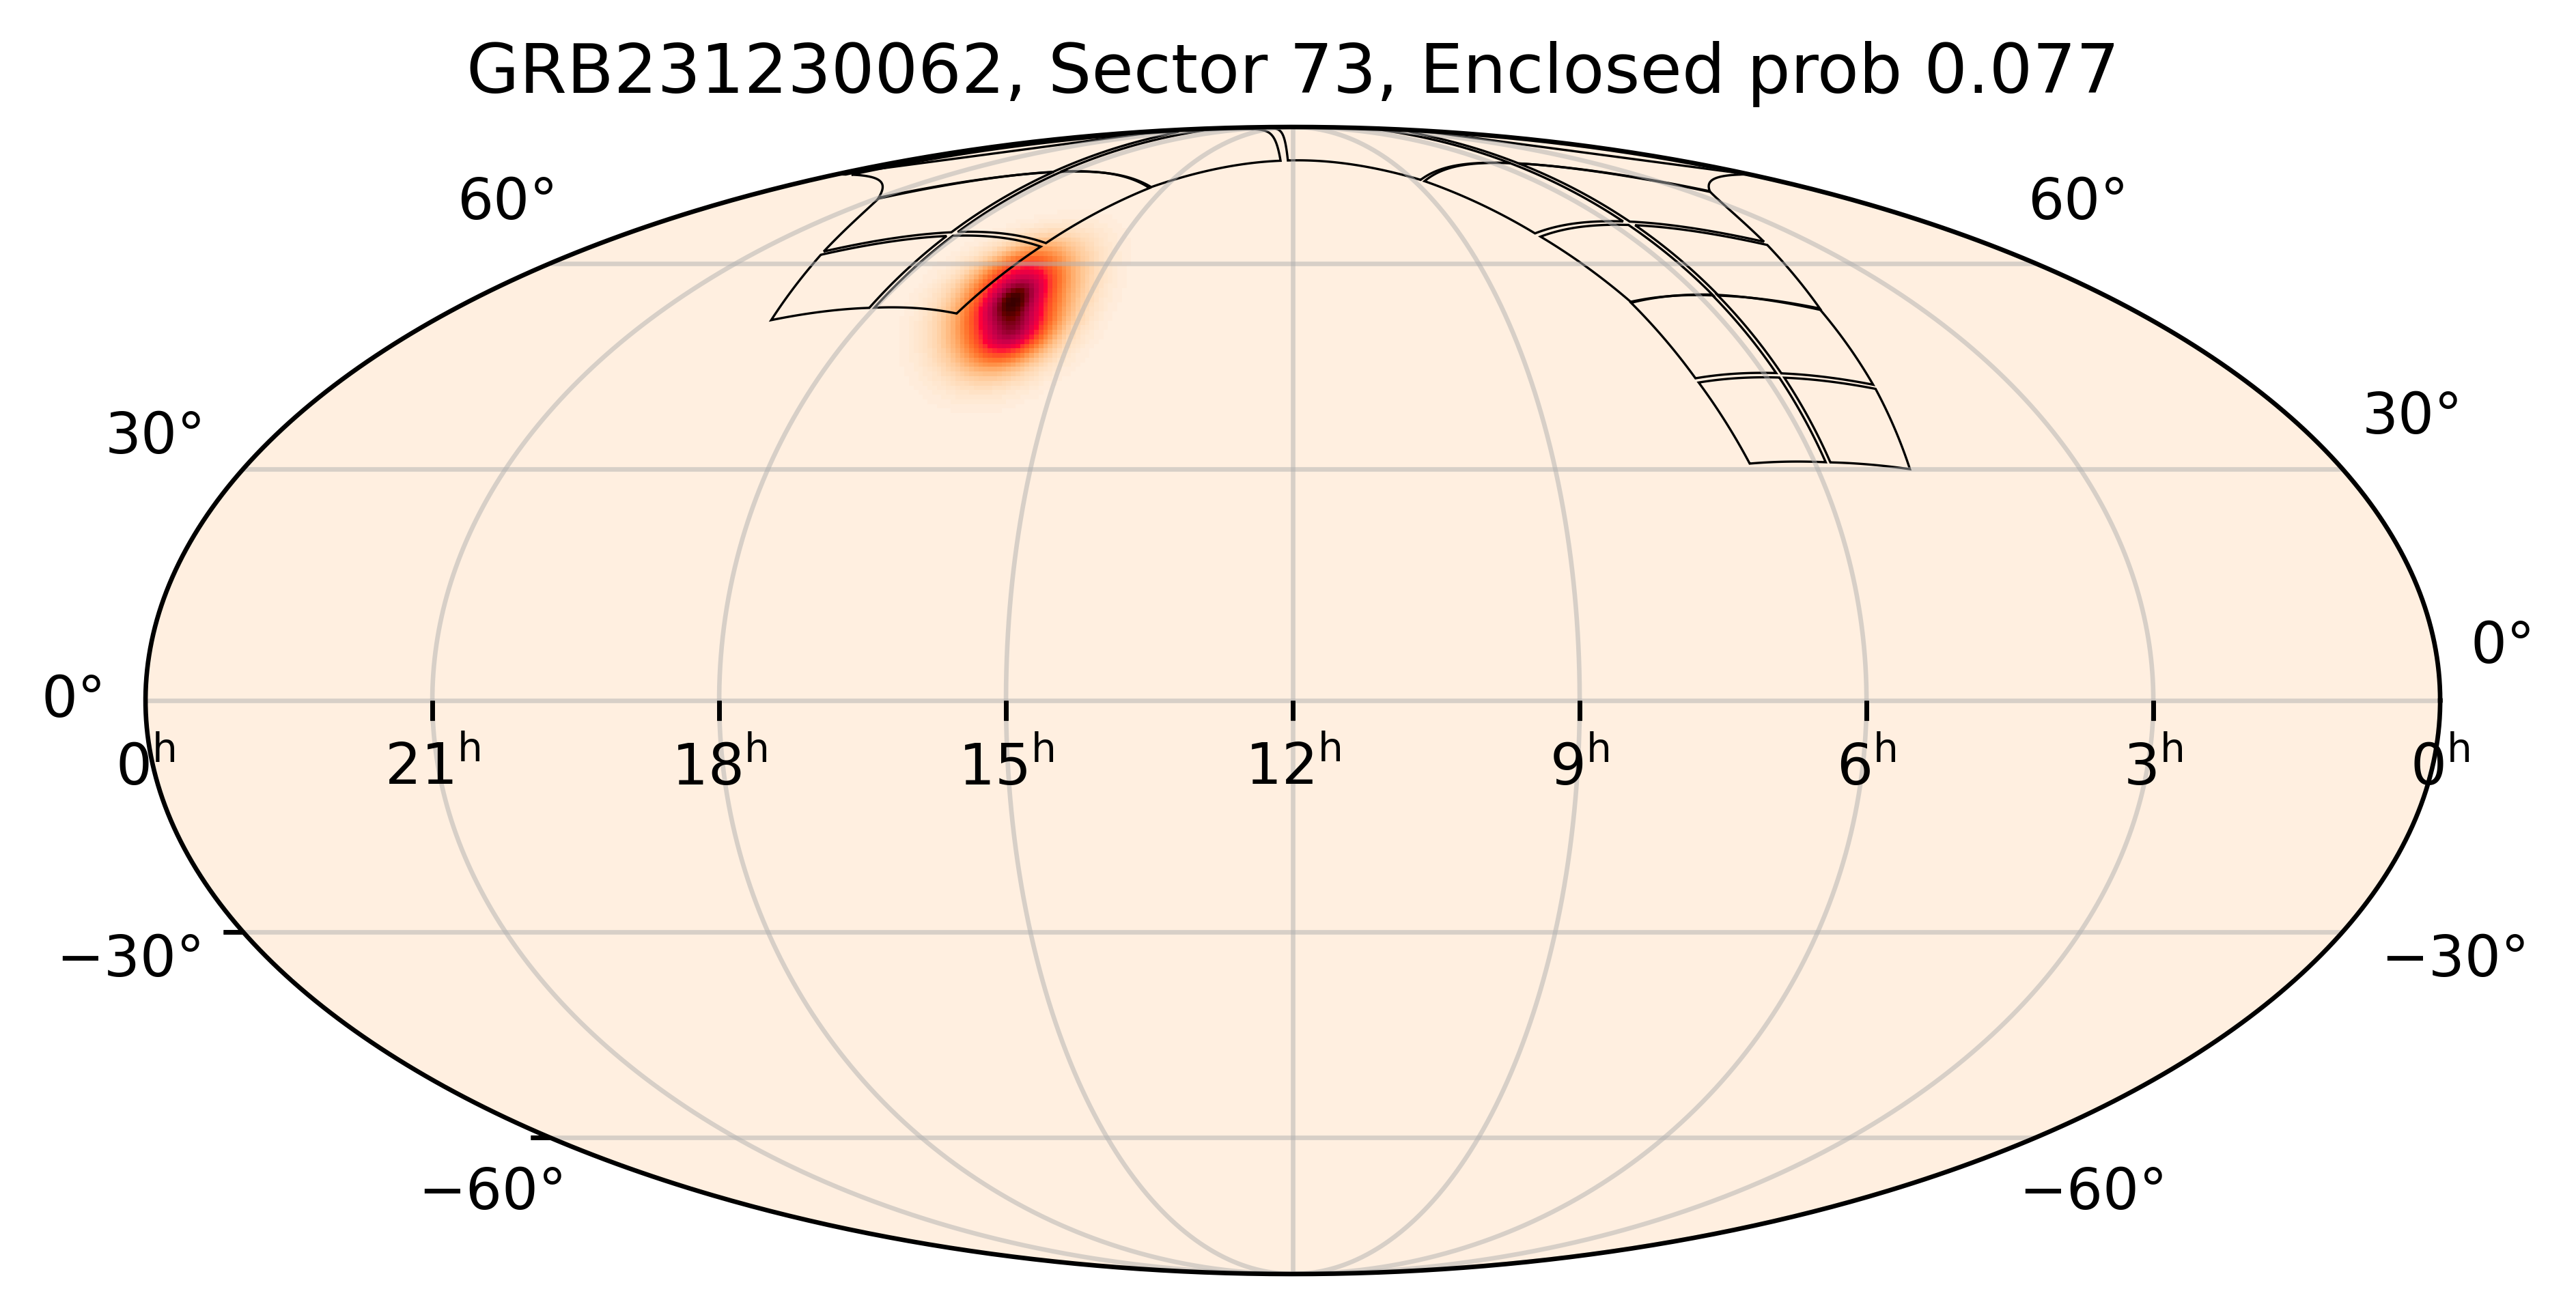 GRB231230062, Sector 73, Enclosed prob 0.077
60° 60°
30° 30°
0° 0°
0h 21h 18h 15h 12h 9h 6h 3h 0h
−30° −30°
−60° −60°